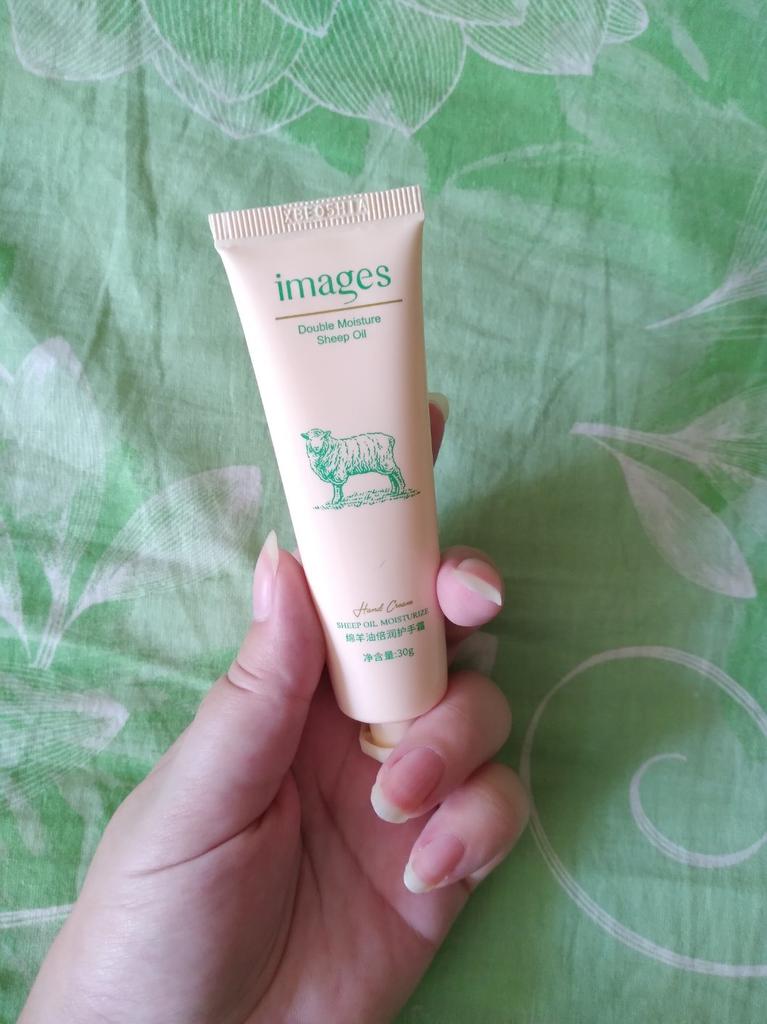 XBE05H1A
images
Double Moisture
Sheep Oil
Hand Cream
SHEEP OIL MOISTURIZE
绵羊油倍润护手霜
净含量:30g